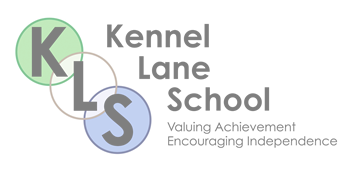 KLS
Kennel
Lane
School
Valuing Achievement
Encouraging Independence